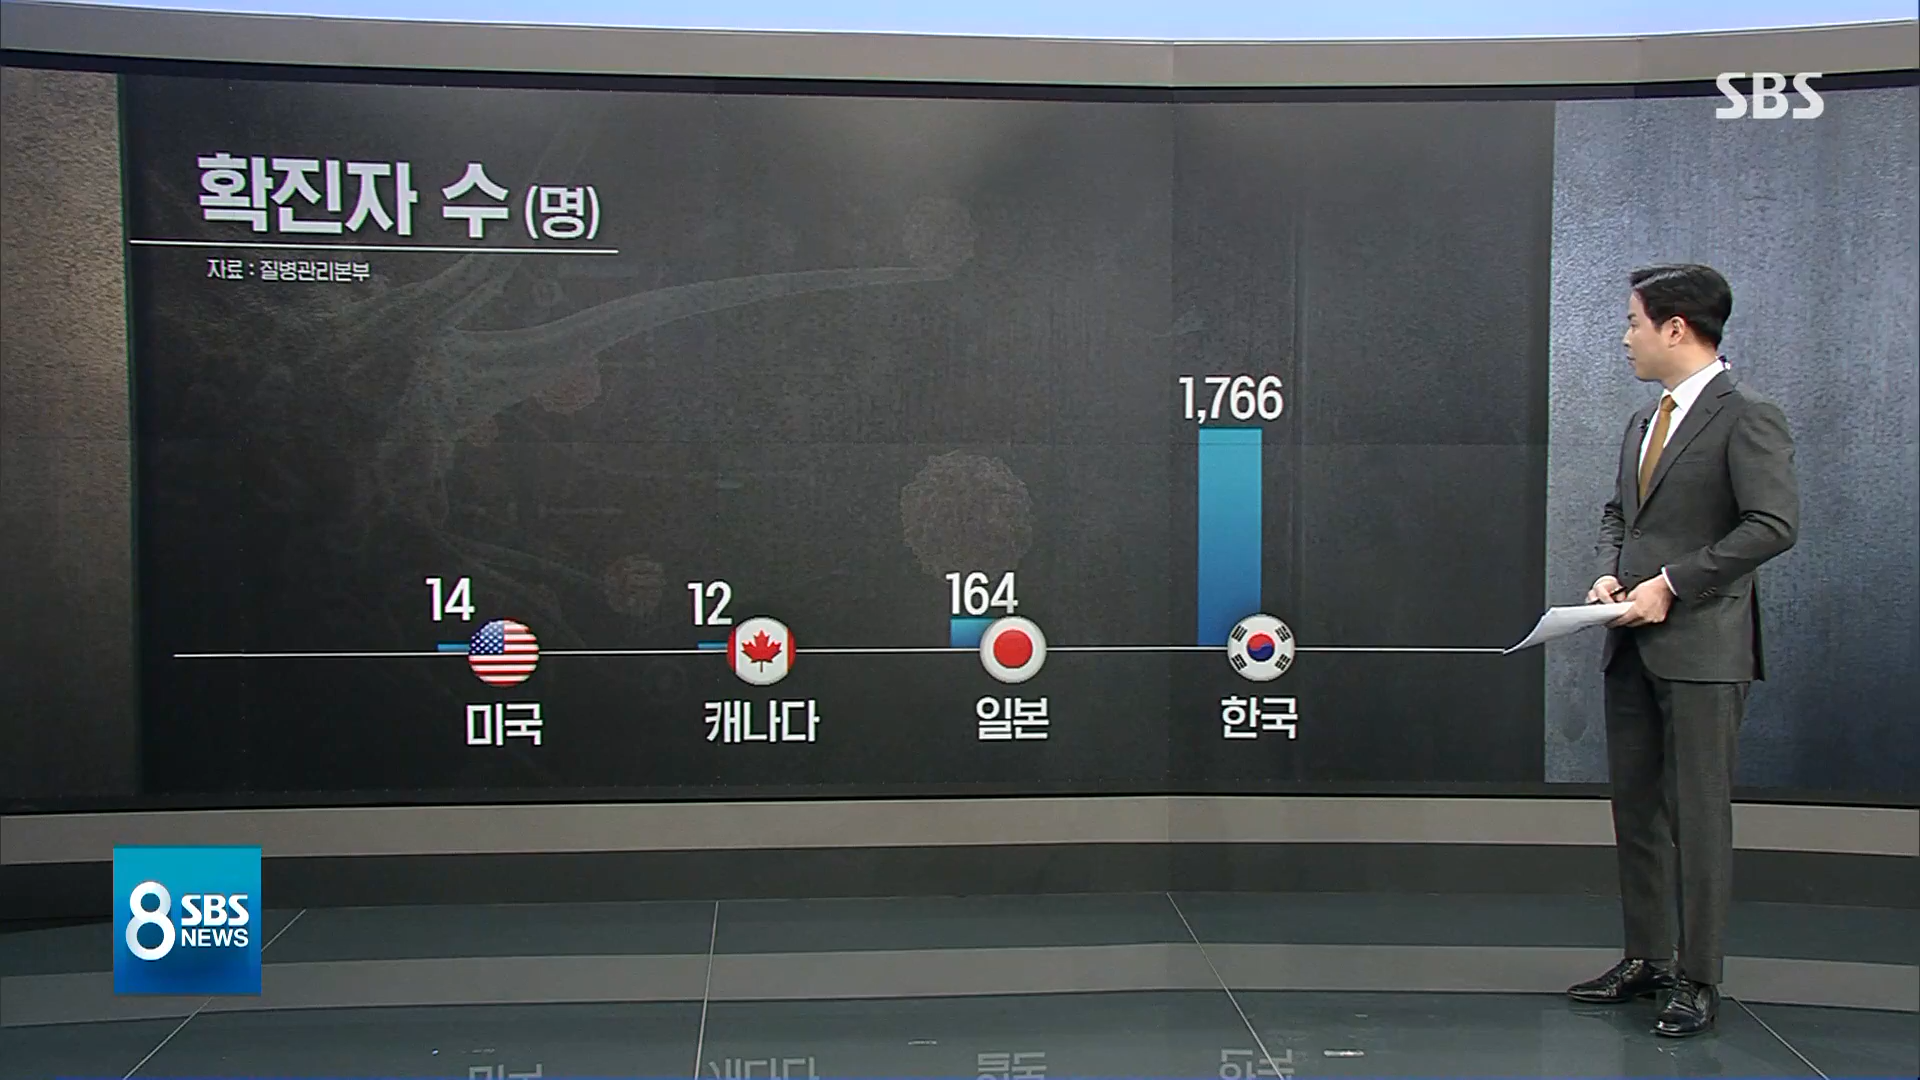 SBS
확진자 수 (명)
자료 : 질병관리본부
1,766
14
12
164
미국
캐나다
일본
한국
8 SBS
NEWS